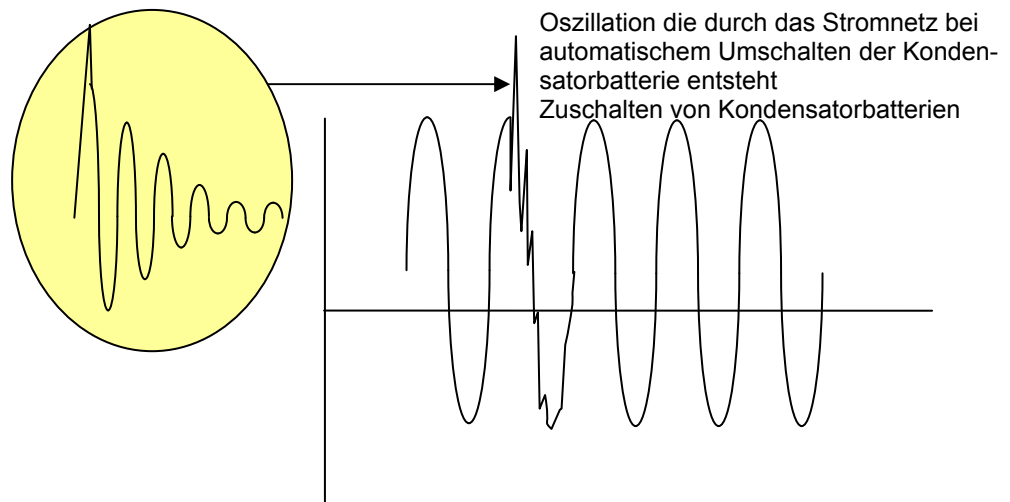 Oszillation die durch das Stromnetz bei
automatischem Umschalten der Konden-
satorbatterie entsteht
Zuschalten von Kondensatorbatterien